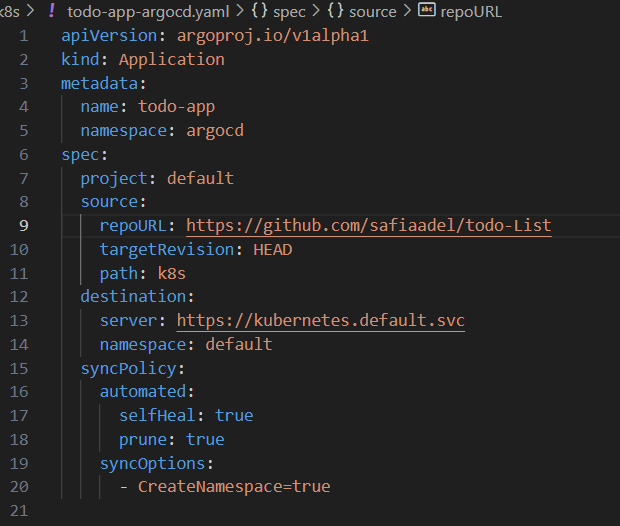 k8s > ! todo-app-argocd.yaml > {} spec > {} source > abc repoURL
1 apiVersion: argoproj.io/v1alpha1
2 kind: Application
3 metadata:
4   name: todo-app
5   namespace: argocd
6 spec:
7   project: default
8   source:
9     repoURL: https://github.com/safiaadel/todo-List
10     targetRevision: HEAD
11     path: k8s
12   destination:
13     server: https://kubernetes.default.svc
14     namespace: default
15   syncPolicy:
16     automated:
17       selfHeal: true
18       prune: true
19     syncOptions:
20       - CreateNamespace=true
21